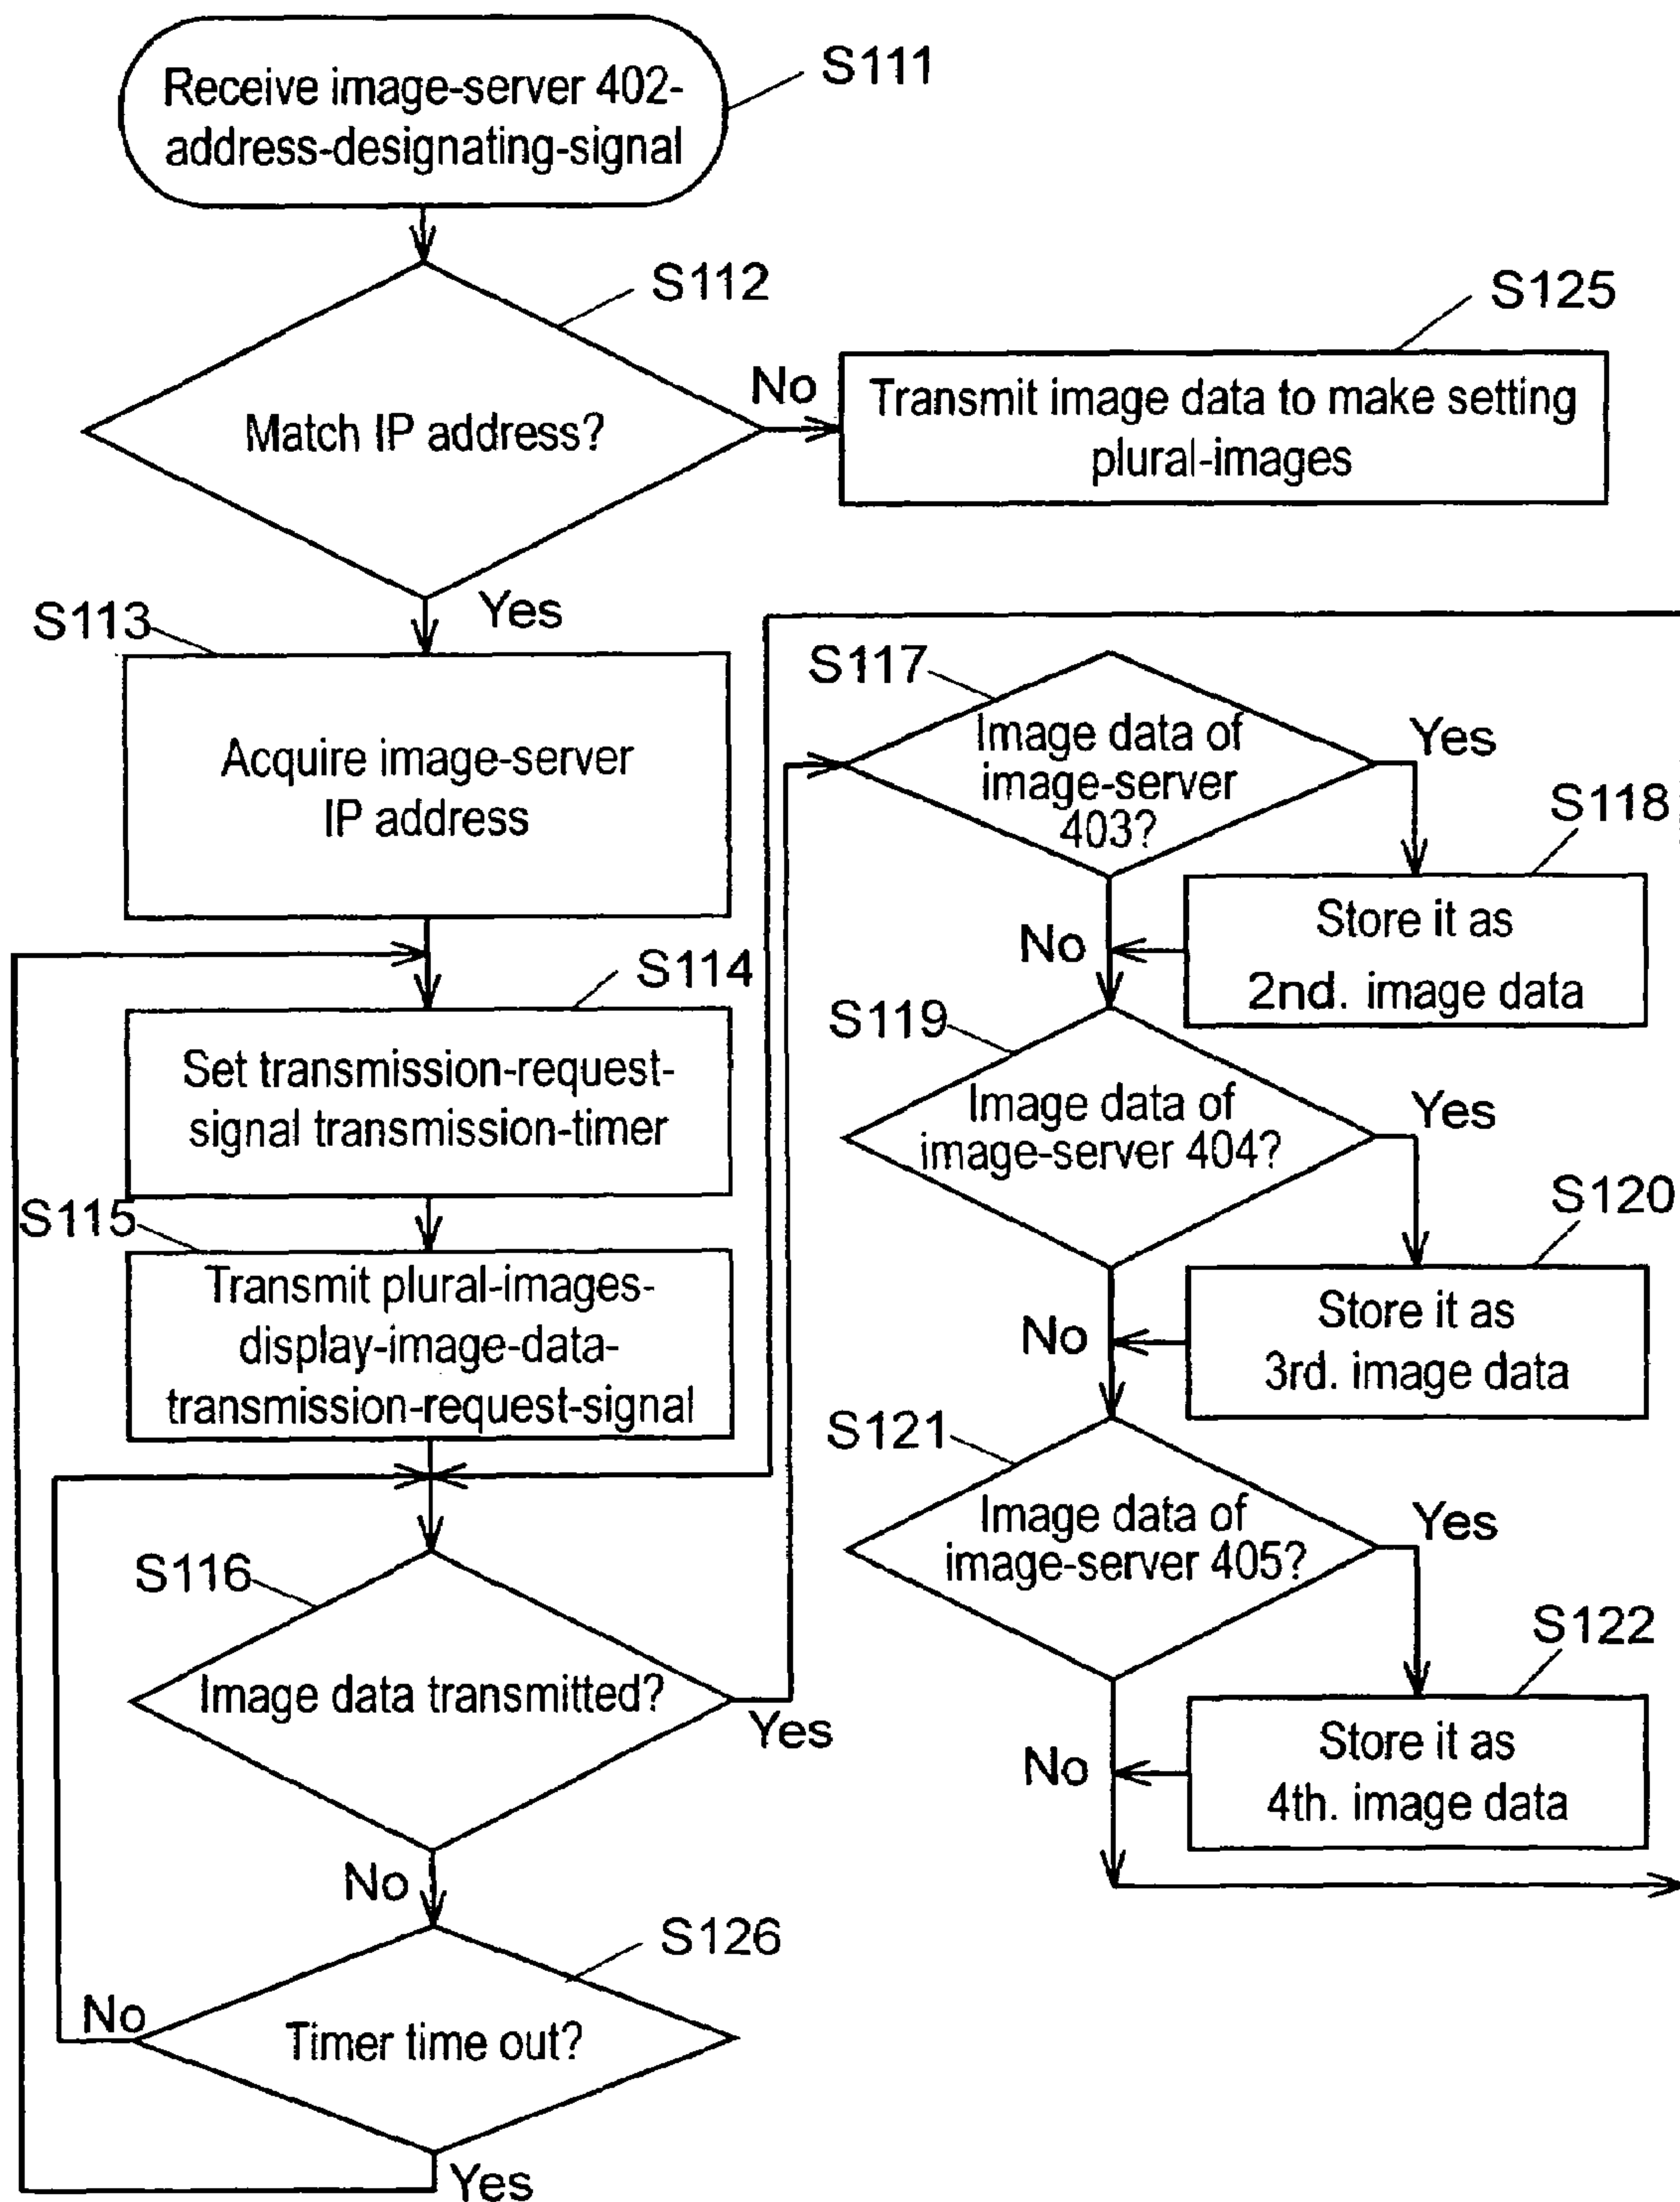 Receive image-server 402-
address-designating-signal
S111
S112
Match IP address?
No
S125
Transmit image data to make setting
plural-images
Yes
S113
Acquire image-server
IP address
S114
Set transmission-request-
signal transmission-timer
S115
Transmit plural-images-
display-image-data-
transmission-request-signal
S116
Image data transmitted?
Yes
No
S126
Timer time out?
No
Yes
S117
Image data of
image-server
403?
Yes
S118
Store it as
2nd. image data
No
S119
Image data of
image-server 404?
Yes
S120
Store it as
3rd. image data
No
S121
Image data of
image-server 405?
Yes
S122
Store it as
4th. image data
No